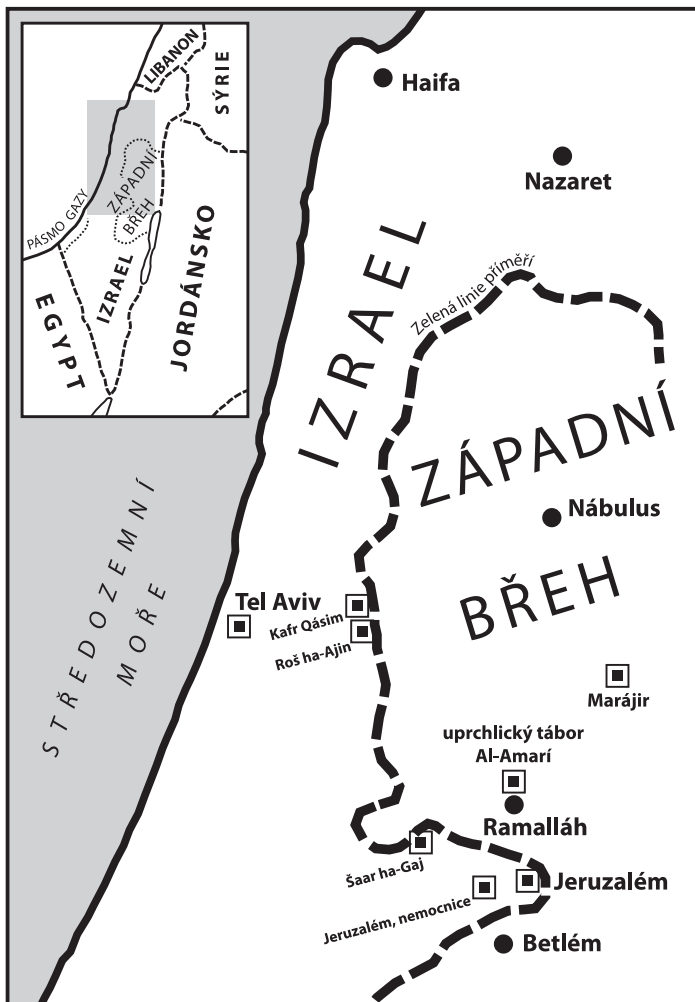 LIBANON
SÝRIE
ZÁPADNÍ
BŘEH
PÁSMO GAZY
IZRAEL
JORDÁNSKO
EGYPT
Haifa
Nazaret
IZRAEL
Zelená linie příměří
ZÁPADNÍ
BŘEH
Nábulus
STŘEDOZEMNÍ
MOŘE
Tel Aviv
Kafr Qásim
Roš ha-Ajin
Marájir
uprchlický tábor
Al-Amarí
Ramalláh
Šaar ha-Gaj
Jeruzalém
Jeruzalém, nemocnice
Betlém